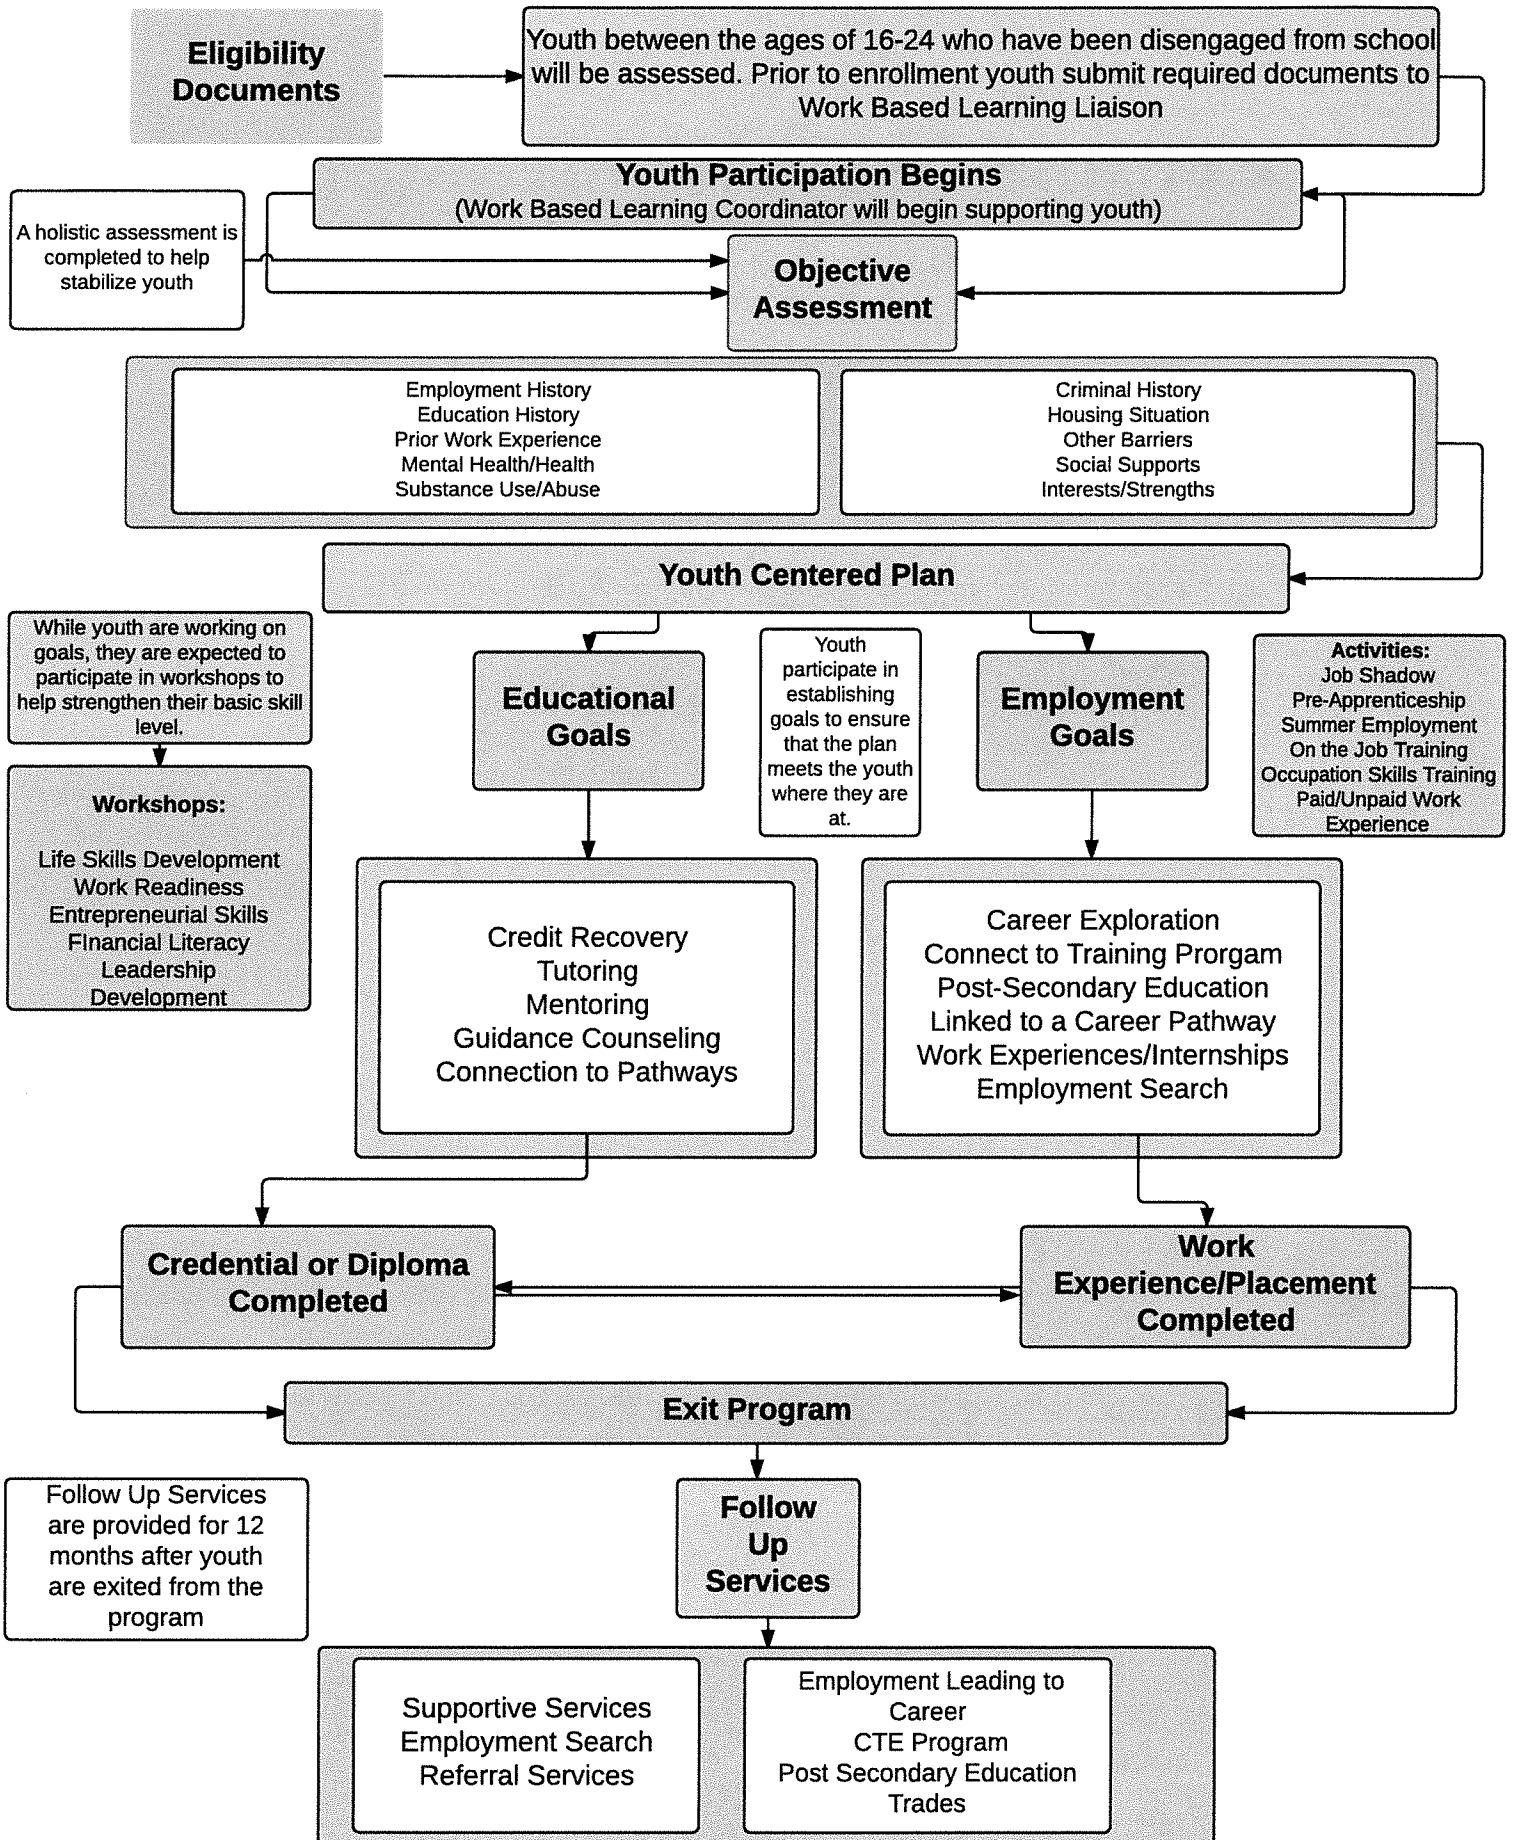 Eligibility
Documents
Youth between the ages of 16-24 who have been disengaged from school
will be assessed. Prior to enrollment youth submit required documents to
Work Based Learning Liaison
Youth Participation Begins
(Work Based Learning Coordinator will begin supporting youth)
A holistic assessment is
completed to help
stabilize youth
Objective
Assessment
Employment History
Education History
Prior Work Experience
Mental Health/Health
Substance Use/Abuse
Criminal History
Housing Situation
Other Barriers
Social Supports
Interests/Strengths
Youth Centered Plan
While youth are working on
goals, they are expected to
participate in workshops to
help strengthen their basic skill
level.
Workshops:
Life Skills Development
Work Readiness
Entrepreneurial Skills
FInancial Literacy
Leadership
Development
Educational
Goals
Youth
participate in
establishing
goals to ensure
that the plan
meets the youth
where they are
at.
Employment
Goals
Activities:
Job Shadow
Pre-Apprenticeship
Summer Employment
On the Job Training
Occupation Skills Training
Paid/Unpaid Work
Experience
Credit Recovery
Tutoring
Mentoring
Guidance Counseling
Connection to Pathways
Career Exploration
Connect to Training Prorgam
Post-Secondary Education
Linked to a Career Pathway
Work Experiences/Internships
Employment Search
Credential or Diploma
Completed
Work
Experience/Placement
Completed
Exit Program
Follow Up Services
are provided for 12
months after youth
are exited from the
program
Follow
Up
Services
Supportive Services
Employment Search
Referral Services
Employment Leading to
Career
CTE Program
Post Secondary Education
Trades